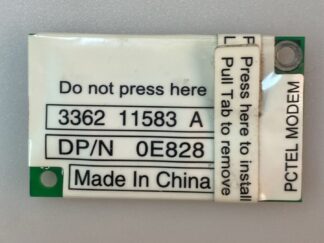 Do not press here
3362 11583 A
DP/N 0E828
Made In China
Press here to install
Pull Tab to remove
PCTEL MODEM